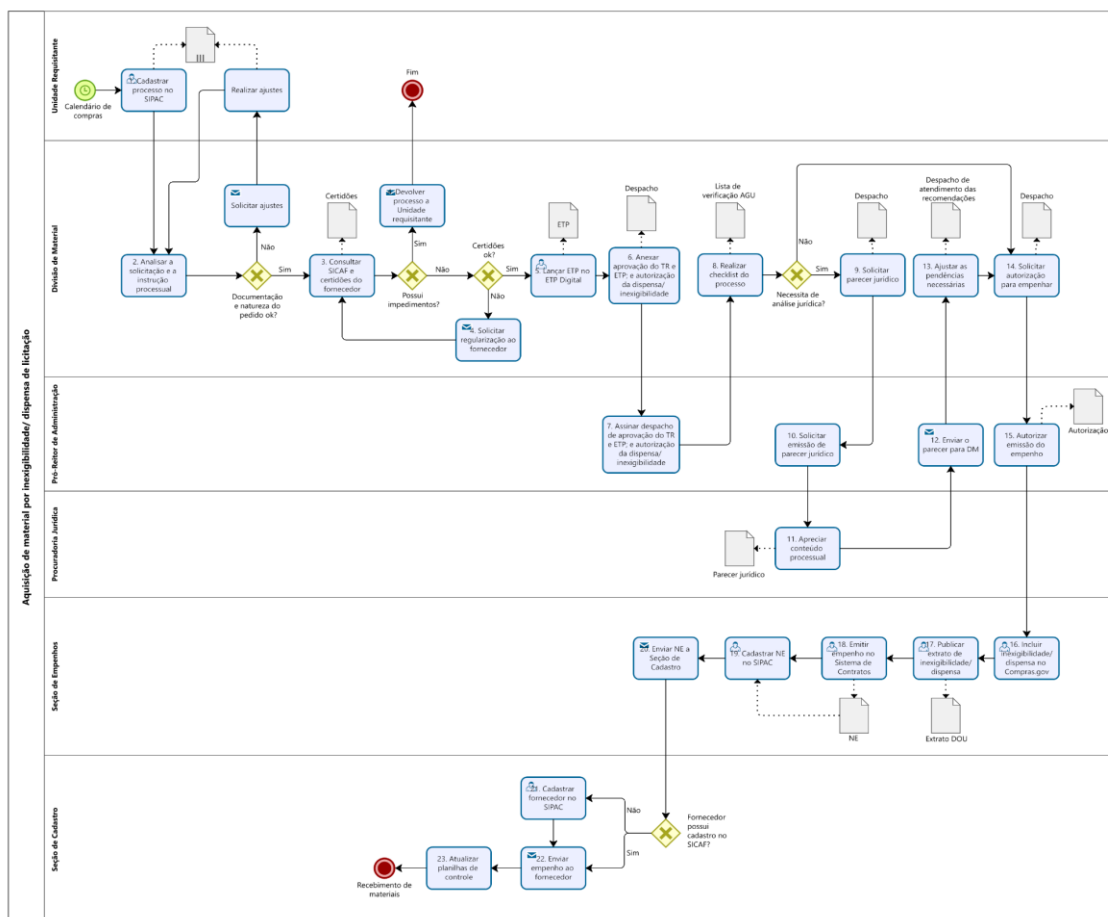 Aquisição de material por inexigibilidade/ dispensa de licitação
Unidade Requisitante
Calendário de
compras
Cadastrar
processo no
SIPAC
Realizar ajustes
Fim
Divisão de Material
2. Analisar a
solicitação e a
instrução
processual
Solicitar ajustes
Não
Documentação
e natureza do
pedido ok?
Sim
Certidões
3. Consultar
SICAF e
certidões do
fornecedor
Devolver
processo a
Unidade
requisitante
Sim
Possui
impedimentos?
Não
Certidões
ok?
Sim
Não
4. Solicitar
regularização ao
fornecedor
ETP
5. Lançar ETP no
ETP Digital
Despacho
6. Anexar
aprovação do TR e
ETP; e autorização
da dispensa/
inexigibilidade
Lista de
verificação AGU
8. Realizar
checklist do
processo
Não
Sim
Necessita de
análise jurídica?
Despacho
9. Solicitar
parecer jurídico
Despacho de
atendimento das
recomendações
13. Ajustar as
pendências
necessárias
Despacho
14. Solicitar
autorização
para empenhar
Pró-Reitor de Administração
7. Assinar despacho
de aprovação do TR
e ETP; e autorização
da dispensa/
inexigibilidade
10. Solicitar
emissão de
parecer jurídico
12. Enviar o
parecer para DM
15. Autorizar
emissão do
empenho
Autorização
Procuradoria Jurídica
11. Apreciar
conteúdo
processual
Parecer jurídico
Seção de Empenhos
20. Enviar NE a
Seção de
Cadastro
19. Cadastrar NE
no SIPAC
18. Emitir
empenho no
Sistema de
Contratos
17. Publicar
extrato de
inexigibilidade/
dispensa
16. Incluir
inexigibilidade/
dispensa no
Compras.gov
NE
Extrato DOU
Seção de Cadastro
1. Cadastrar
fornecedor no
SIPAC
Não
Sim
Fornecedor
possui
cadastro no
SICAF?
22. Enviar
empenho ao
fornecedor
23. Atualizar
planilhas de
controle
Recebimento de
materiais